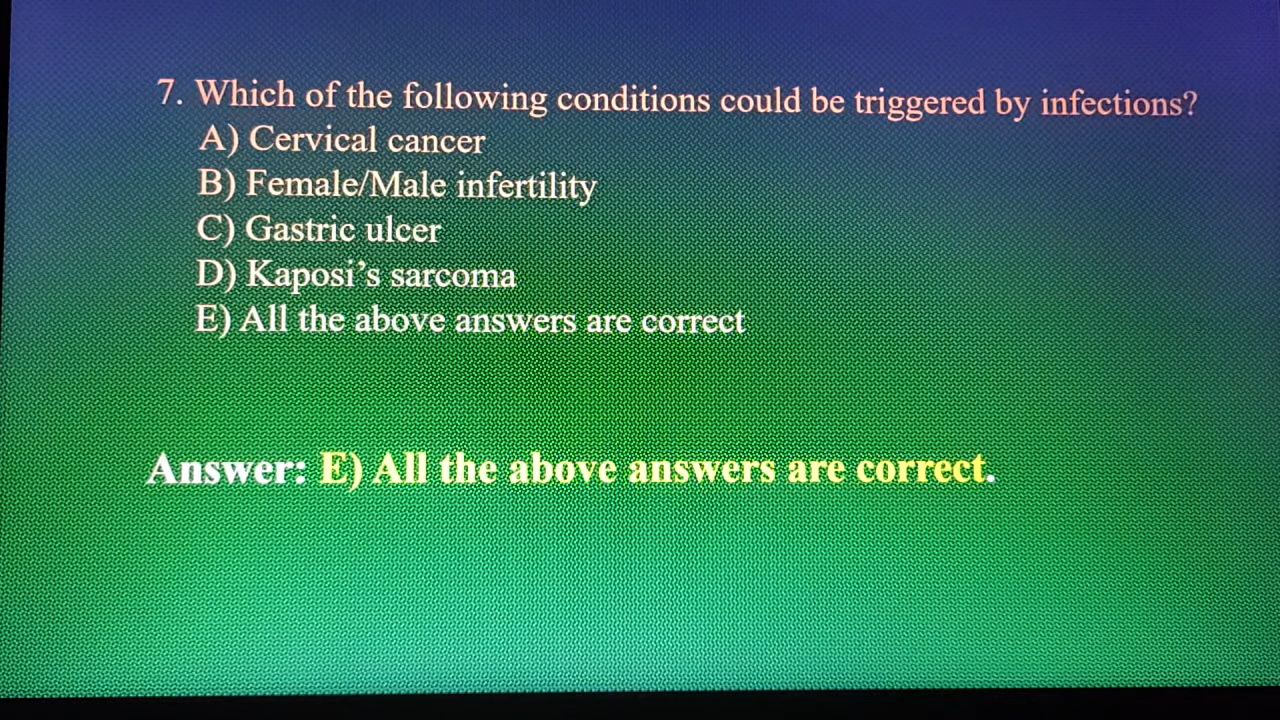 7. Which of the following conditions could be triggered by infections?
A) Cervical cancer
B) Female/Male infertility
C) Gastric ulcer
D) Kaposi’s sarcoma
E) All the above answers are correct
Answer: E) All the above answers are correct.